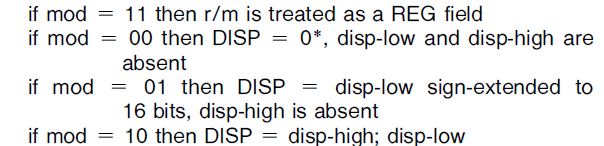 if mod = 11 then r/m is treated as a REG field
if mod = 00 then DISP = 0*, disp-low and disp-high are
absent
if mod = 01 then DISP = disp-low sign-extended to
16 bits, disp-high is absent
if mod = 10 then DISP = disp-high; disp-low